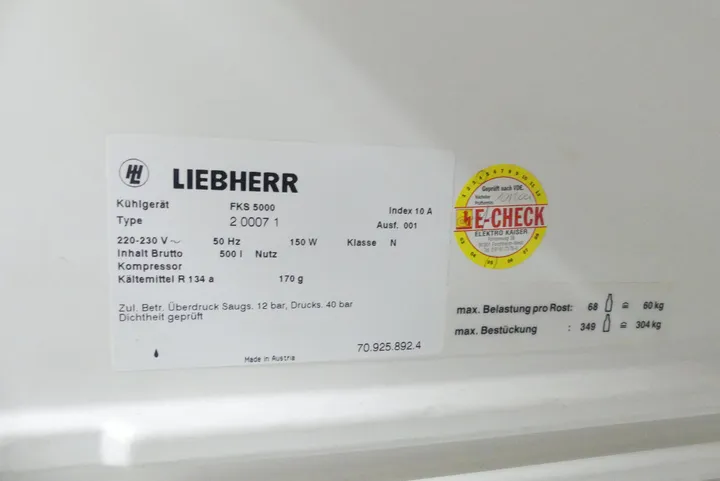 LIEBHERR
Kühlgerät FKS 5000 Index 10 A
Type 2 0007 1 Ausf. 001
220-230 V ~ 50 Hz 150 W Klasse N
Inhalt Brutto 500 l Nutz
Kompressor
Kältemittel R 134 a 170 g
Zul. Betr. Überdruck Saugs. 12 bar, Drucks. 40 bar
Dichtheit geprüft
70.925.892.4
Made in Austria
Geprüft nach VDE.
E-CHECK
ELEKTRO KAISER
max. Belastung pro Rost: 68 ≙ 60 kg
max. Bestückung : 349 ≙ 304 kg